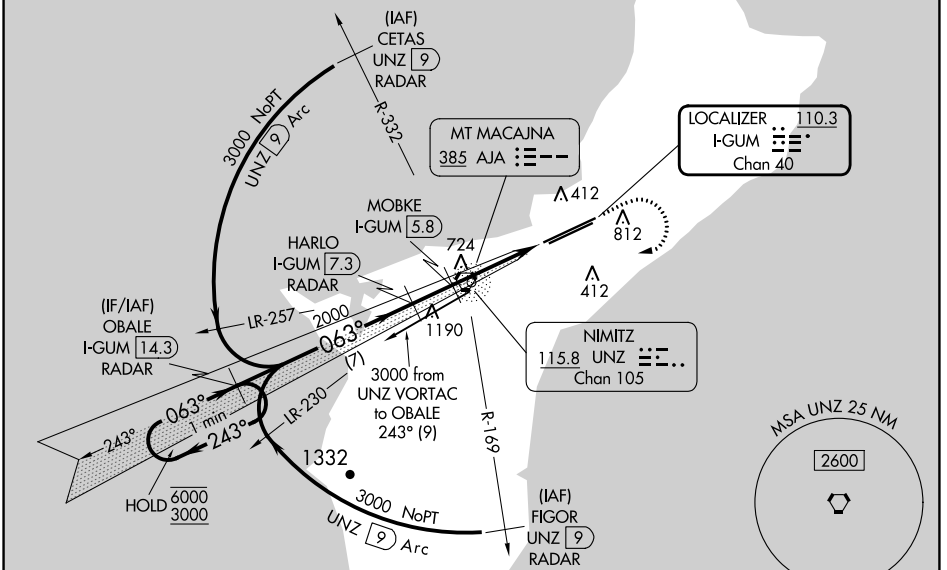 (IAF)
CETAS
UNZ 9
RADAR
R-332
3000 NoPT
UNZ 9 Arc
MT MACAJNA
385 AJA
LOCALIZER 110.3
I-GUM
Chan 40
412
812
412
MOBKE
I-GUM 5.8
724
HARLO
I-GUM 7.3
RADAR
1190
(IF/IAF)
OBALE
I-GUM 14.3
RADAR
LR-257
2000
063°
(7)
LR-230
3000 from
UNZ VORTAC
to OBALE
243° (9)
NIMITZ
115.8 UNZ
Chan 105
R-169
063°
1 min
243°
243°
HOLD 6000
3000
1332
3000 NoPT
UNZ 9 Arc
(IAF)
FIGOR
UNZ 9
RADAR
MSA UNZ 25 NM
2600